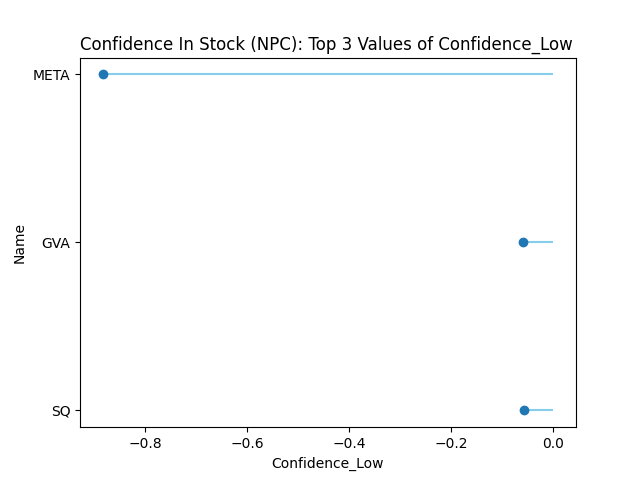 Confidence In Stock (NPC): Top 3 Values of Confidence_Low
META
GVA
SQ
Name
−0.8
−0.6
−0.4
−0.2
0.0
Confidence_Low